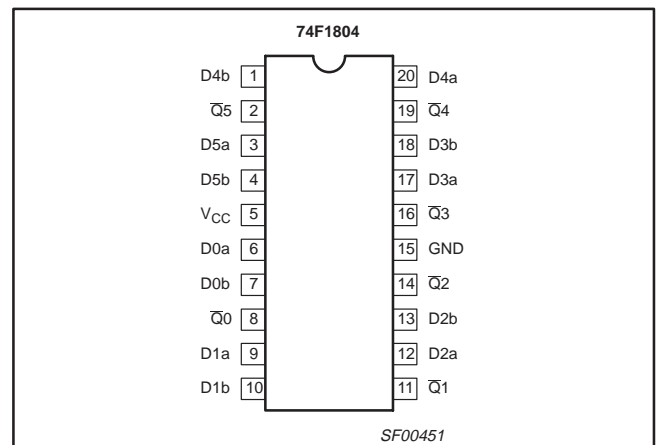 74F1804
D4b 1 20 D4a
Q̅5 2 19 Q̅4
D5a 3 18 D3b
D5b 4 17 D3a
VCC 5 16 Q̅3
D0a 6 15 GND
D0b 7 14 Q̅2
Q̅0 8 13 D2b
D1a 9 12 D2a
D1b 10 11 Q̅1
SF00451